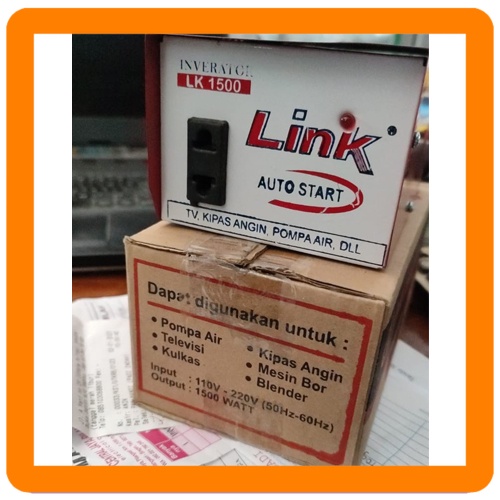 INVERATOR
LK 1500
Link
AUTO START
TV, KIPAS ANGIN, POMPA AIR, DLL
Dapat digunakan untuk :
• Pompa Air
• Televisi
• Kulkas
• Kipas Angin
• Mesin Bor
• Blender
Input : 110V - 220V (50Hz-60Hz)
Output : 1500 WATT